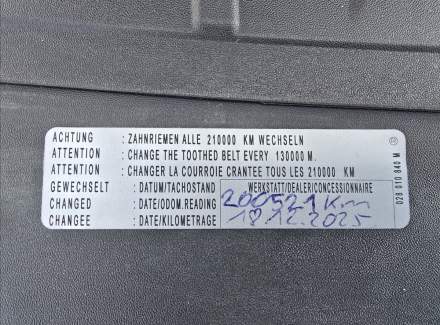 ACHTUNG : ZAHNRIEMEN ALLE 210000 KM WECHSELN
ATTENTION : CHANGE THE TOOTHED BELT EVERY 130000 M.
ATTENTION : CHANGER LA COURROIE CRANTEE TOUS LES 210000 KM
GEWECHSELT : DATUM/TACHOSTAND WERKSTATT/DEALER/CONCESSIONNAIRE
CHANGED : DATE/ODOM.READING 200521 Km
CHANGEE : DATE/KILOMETRAGE 18.12.2025
028 010 840 M